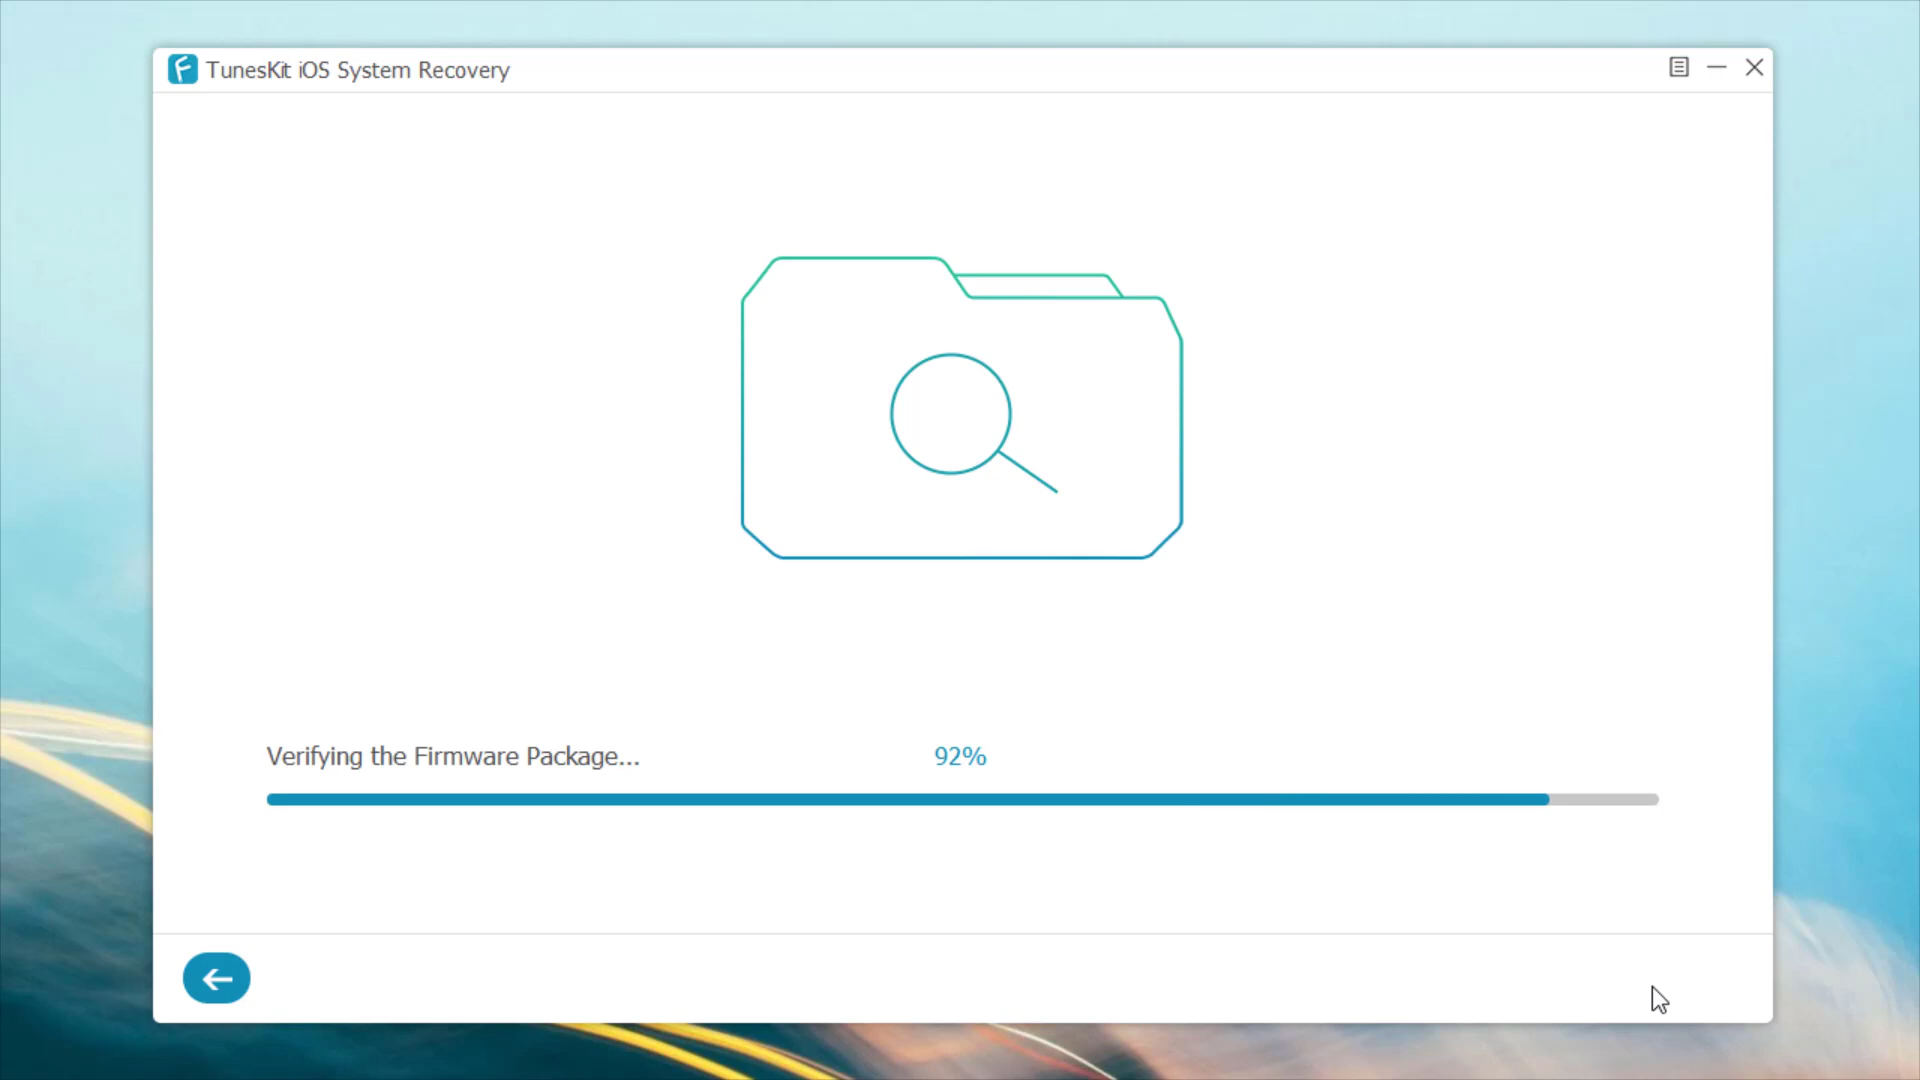 TunesKit iOS System Recovery
Verifying the Firmware Package...
92%